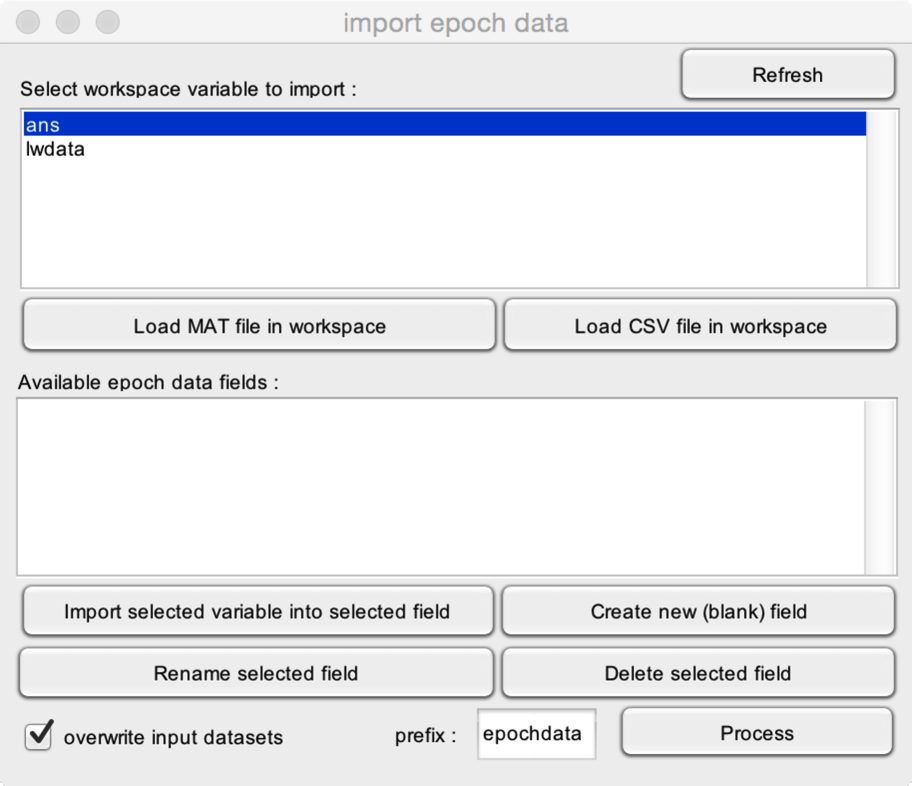 import epoch data
Refresh
Select workspace variable to import :
ans
lwdata
Load MAT file in workspace
Load CSV file in workspace
Available epoch data fields :
Import selected variable into selected field
Create new (blank) field
Rename selected field
Delete selected field
overwrite input datasets
prefix :
epochdata
Process